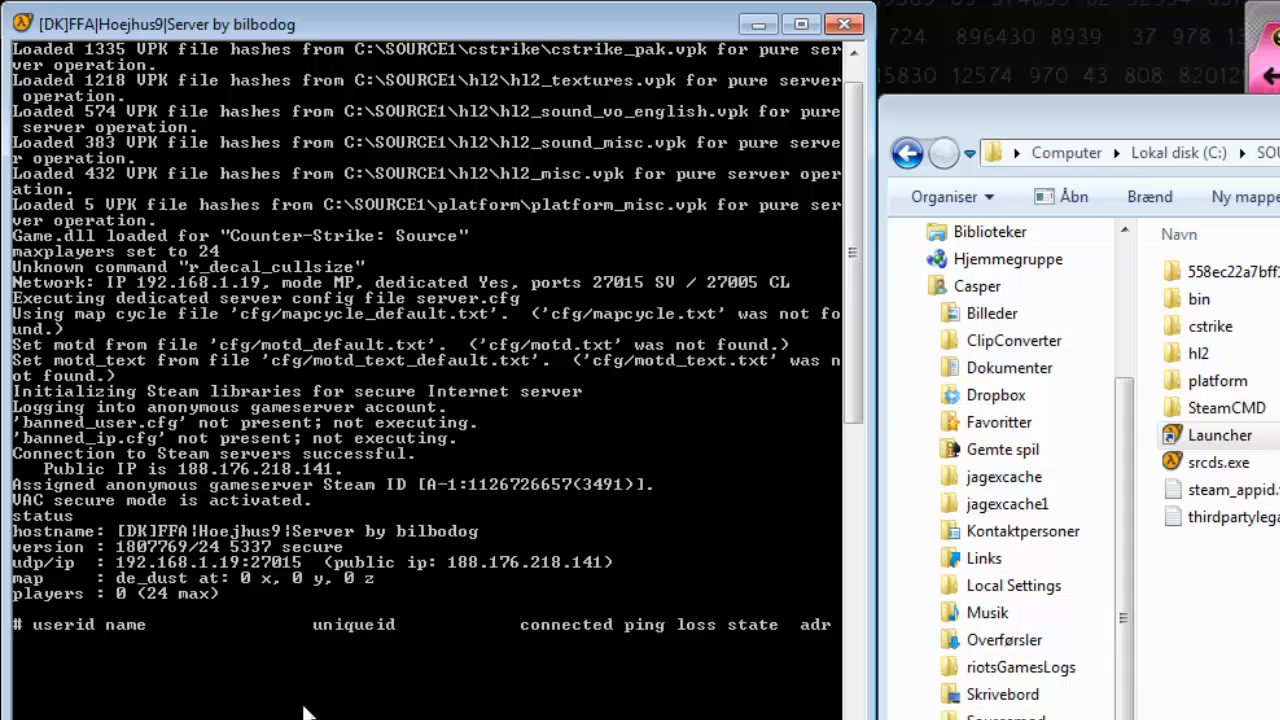 [DK]FFA|Hoejhus9|Server by bilbodog
Loaded 1335 VPK file hashes from C:\SOURCE1\cstrike\cstrike_pak.vpk for pure ser
ver operation.
Loaded 1218 VPK file hashes from C:\SOURCE1\hl2\hl2_textures.vpk for pure server
 operation.
Loaded 574 VPK file hashes from C:\SOURCE1\hl2\hl2_sound_vo_english.vpk for pure
 server operation.
Loaded 383 VPK file hashes from C:\SOURCE1\hl2\hl2_sound_misc.vpk for pure serve
r operation.
Loaded 432 VPK file hashes from C:\SOURCE1\hl2\hl2_misc.vpk for pure server oper
ation.
Loaded 5 VPK file hashes from C:\SOURCE1\platform\platform_misc.vpk for pure ser
ver operation.
Game.dll loaded for "Counter-Strike: Source"
maxplayers set to 24
Unknown command "r_decal_cullsize"
Network: IP 192.168.1.19, mode MP, dedicated Yes, ports 27015 SV / 27005 CL
Executing dedicated server config file server.cfg
Using map cycle file 'cfg/mapcycle_default.txt'.  ('cfg/mapcycle.txt' was not fo
und.)
Set motd from file 'cfg/motd_default.txt'.  ('cfg/motd.txt' was not found.)
Set motd_text from file 'cfg/motd_text_default.txt'.  ('cfg/motd_text.txt' was n
ot found.)
Initializing Steam libraries for secure Internet server
Logging into anonymous gameserver account.
'banned_user.cfg' not present; not executing.
'banned_ip.cfg' not present; not executing.
Connection to Steam servers successful.
   Public IP is 188.176.218.141.
Assigned anonymous gameserver Steam ID [A-1:1126726657(3491)].
VAC secure mode is activated.
status
hostname: [DK]FFA¦Hoejhus9¦Server by bilbodog
version : 1807769/24 5337 secure
udp/ip  : 192.168.1.19:27015  (public ip: 188.176.218.141)
map     : de_dust at: 0 x, 0 y, 0 z
players : 0 (24 max)
# userid name                uniqueid            connected ping loss state  adr
724 896430 8939 37 978
15830 12574 970 43 808
Computer Lokal disk (C:) SOU
Organiser Åbn Brænd Ny mappe
Biblioteker
Hjemmegruppe
Casper
Billeder
ClipConverter
Dokumenter
Dropbox
Favoritter
Gemte spil
jagexcache
jagexcache1
Kontaktpersoner
Links
Local Settings
Musik
Overførsler
riotsGamesLogs
Skrivebord
Navn
558ec22a7bff
bin
cstrike
hl2
platform
SteamCMD
Launcher
srcds.exe
steam_appid.
thirdpartylega